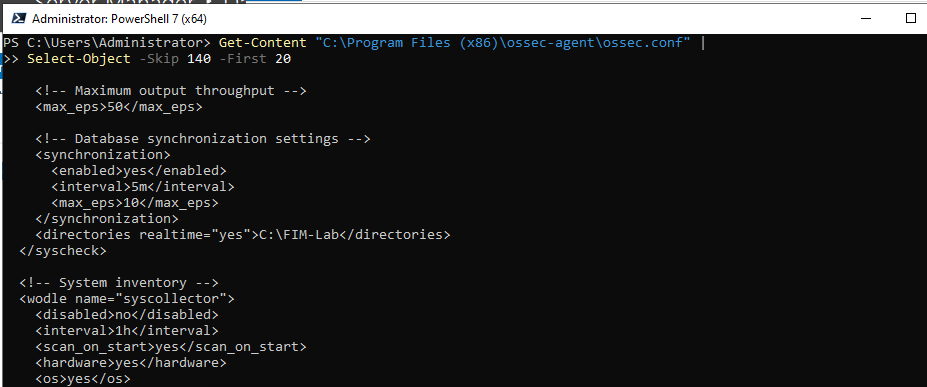 Administrator: PowerShell 7 (x64)
PS C:\Users\Administrator> Get-Content "C:\Program Files (x86)\ossec-agent\ossec.conf" |
>> Select-Object -Skip 140 -First 20
    <!-- Maximum output throughput -->
    <max_eps>50</max_eps>
    <!-- Database synchronization settings -->
    <synchronization>
      <enabled>yes</enabled>
      <interval>5m</interval>
      <max_eps>10</max_eps>
    </synchronization>
    <directories realtime="yes">C:\FIM-Lab</directories>
  </syscheck>
  <!-- System inventory -->
  <wodle name="syscollector">
    <disabled>no</disabled>
    <interval>1h</interval>
    <scan_on_start>yes</scan_on_start>
    <hardware>yes</hardware>
    <os>yes</os>